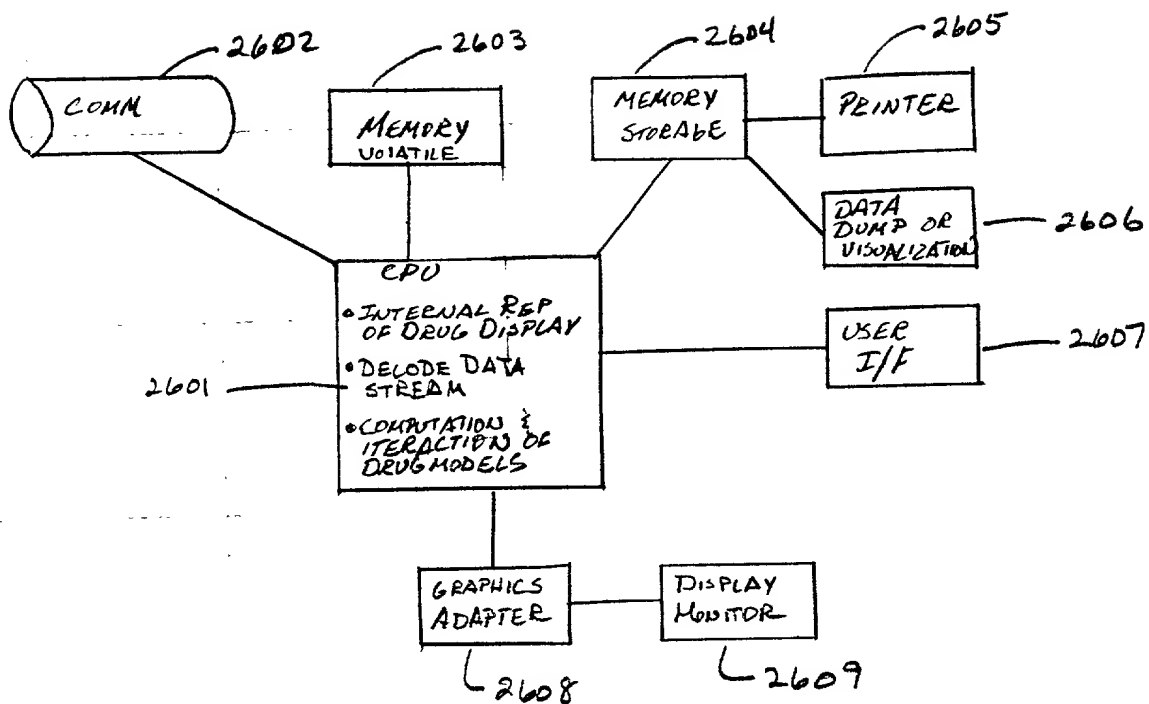 2602
2603
2604
2605
COMM
MEMORY
VOLATILE
MEMORY
STORAGE
PRINTER
DATA
DUMP OR
VISUALIZATION
2606
CPU
• INTERNAL REP
OF DRUG DISPLAY
• DECODE DATA
STREAM
• COMPUTATION &
ITERACTION OF
DRUG MODELS
2601
USER
I/F
2607
GRAPHICS
ADAPTER
DISPLAY
MONITOR
2608
2609